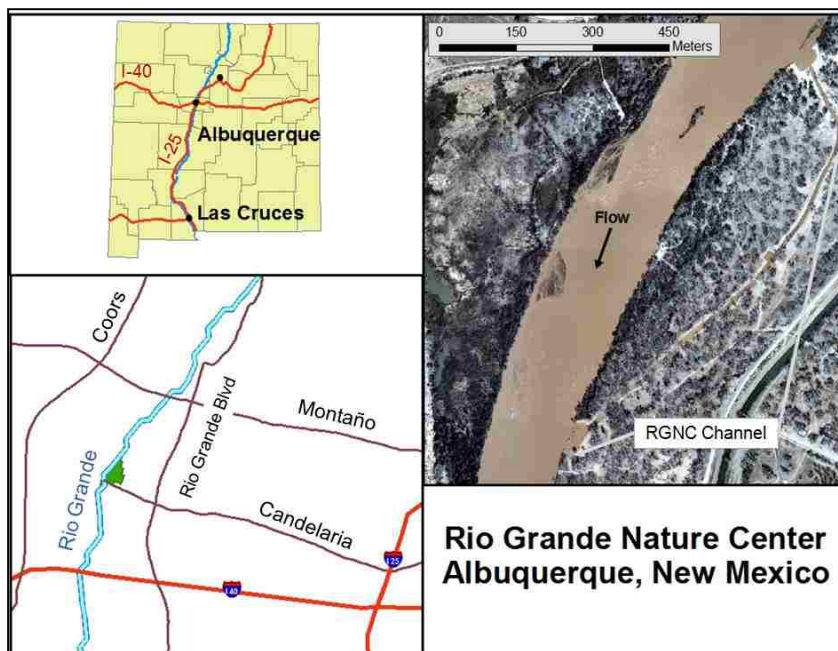 I-40
Albuquerque
I-25
Las Cruces
0 150 300 450
Meters
Flow
RGNC Channel
Coors
Montaño
Rio Grande Blvd
Rio Grande
Candelaria
I 25
I 40
Rio Grande Nature Center
Albuquerque, New Mexico